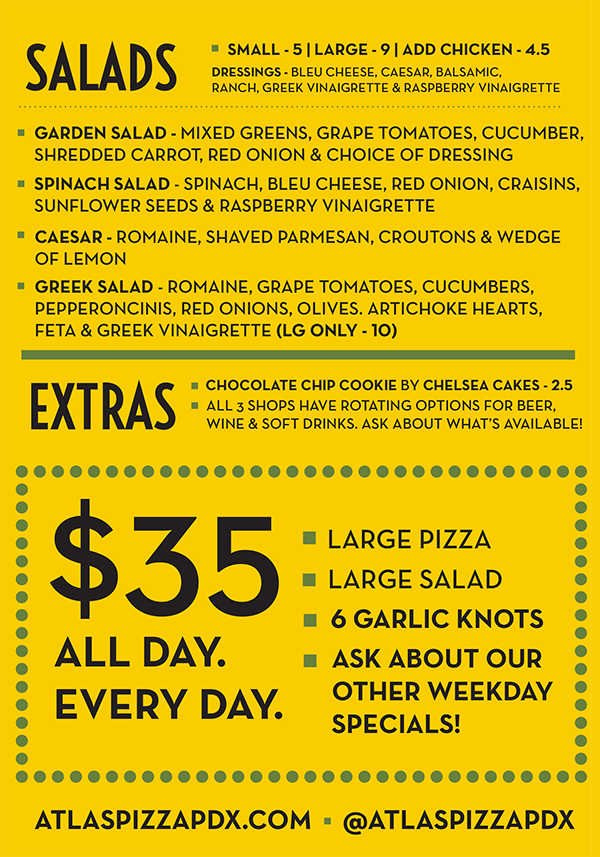 SALADS
SMALL - 5 | LARGE - 9 | ADD CHICKEN - 4.5
DRESSINGS - BLEU CHEESE, CAESAR, BALSAMIC,
RANCH, GREEK VINAIGRETTE & RASPBERRY VINAIGRETTE
GARDEN SALAD - MIXED GREENS, GRAPE TOMATOES, CUCUMBER,
SHREDDED CARROT, RED ONION & CHOICE OF DRESSING
SPINACH SALAD - SPINACH, BLEU CHEESE, RED ONION, CRAISINS,
SUNFLOWER SEEDS & RASPBERRY VINAIGRETTE
CAESAR - ROMAINE, SHAVED PARMESAN, CROUTONS & WEDGE
OF LEMON
GREEK SALAD - ROMAINE, GRAPE TOMATOES, CUCUMBERS,
PEPPERONCINIS, RED ONIONS, OLIVES. ARTICHOKE HEARTS,
FETA & GREEK VINAIGRETTE (LG ONLY - 10)
EXTRAS
CHOCOLATE CHIP COOKIE BY CHELSEA CAKES - 2.5
ALL 3 SHOPS HAVE ROTATING OPTIONS FOR BEER,
WINE & SOFT DRINKS. ASK ABOUT WHAT'S AVAILABLE!
$35
ALL DAY.
EVERY DAY.
LARGE PIZZA
LARGE SALAD
6 GARLIC KNOTS
ASK ABOUT OUR
OTHER WEEKDAY
SPECIALS!
ATLASPIZZAPDX.COM ▪ @ATLASPIZZAPDX